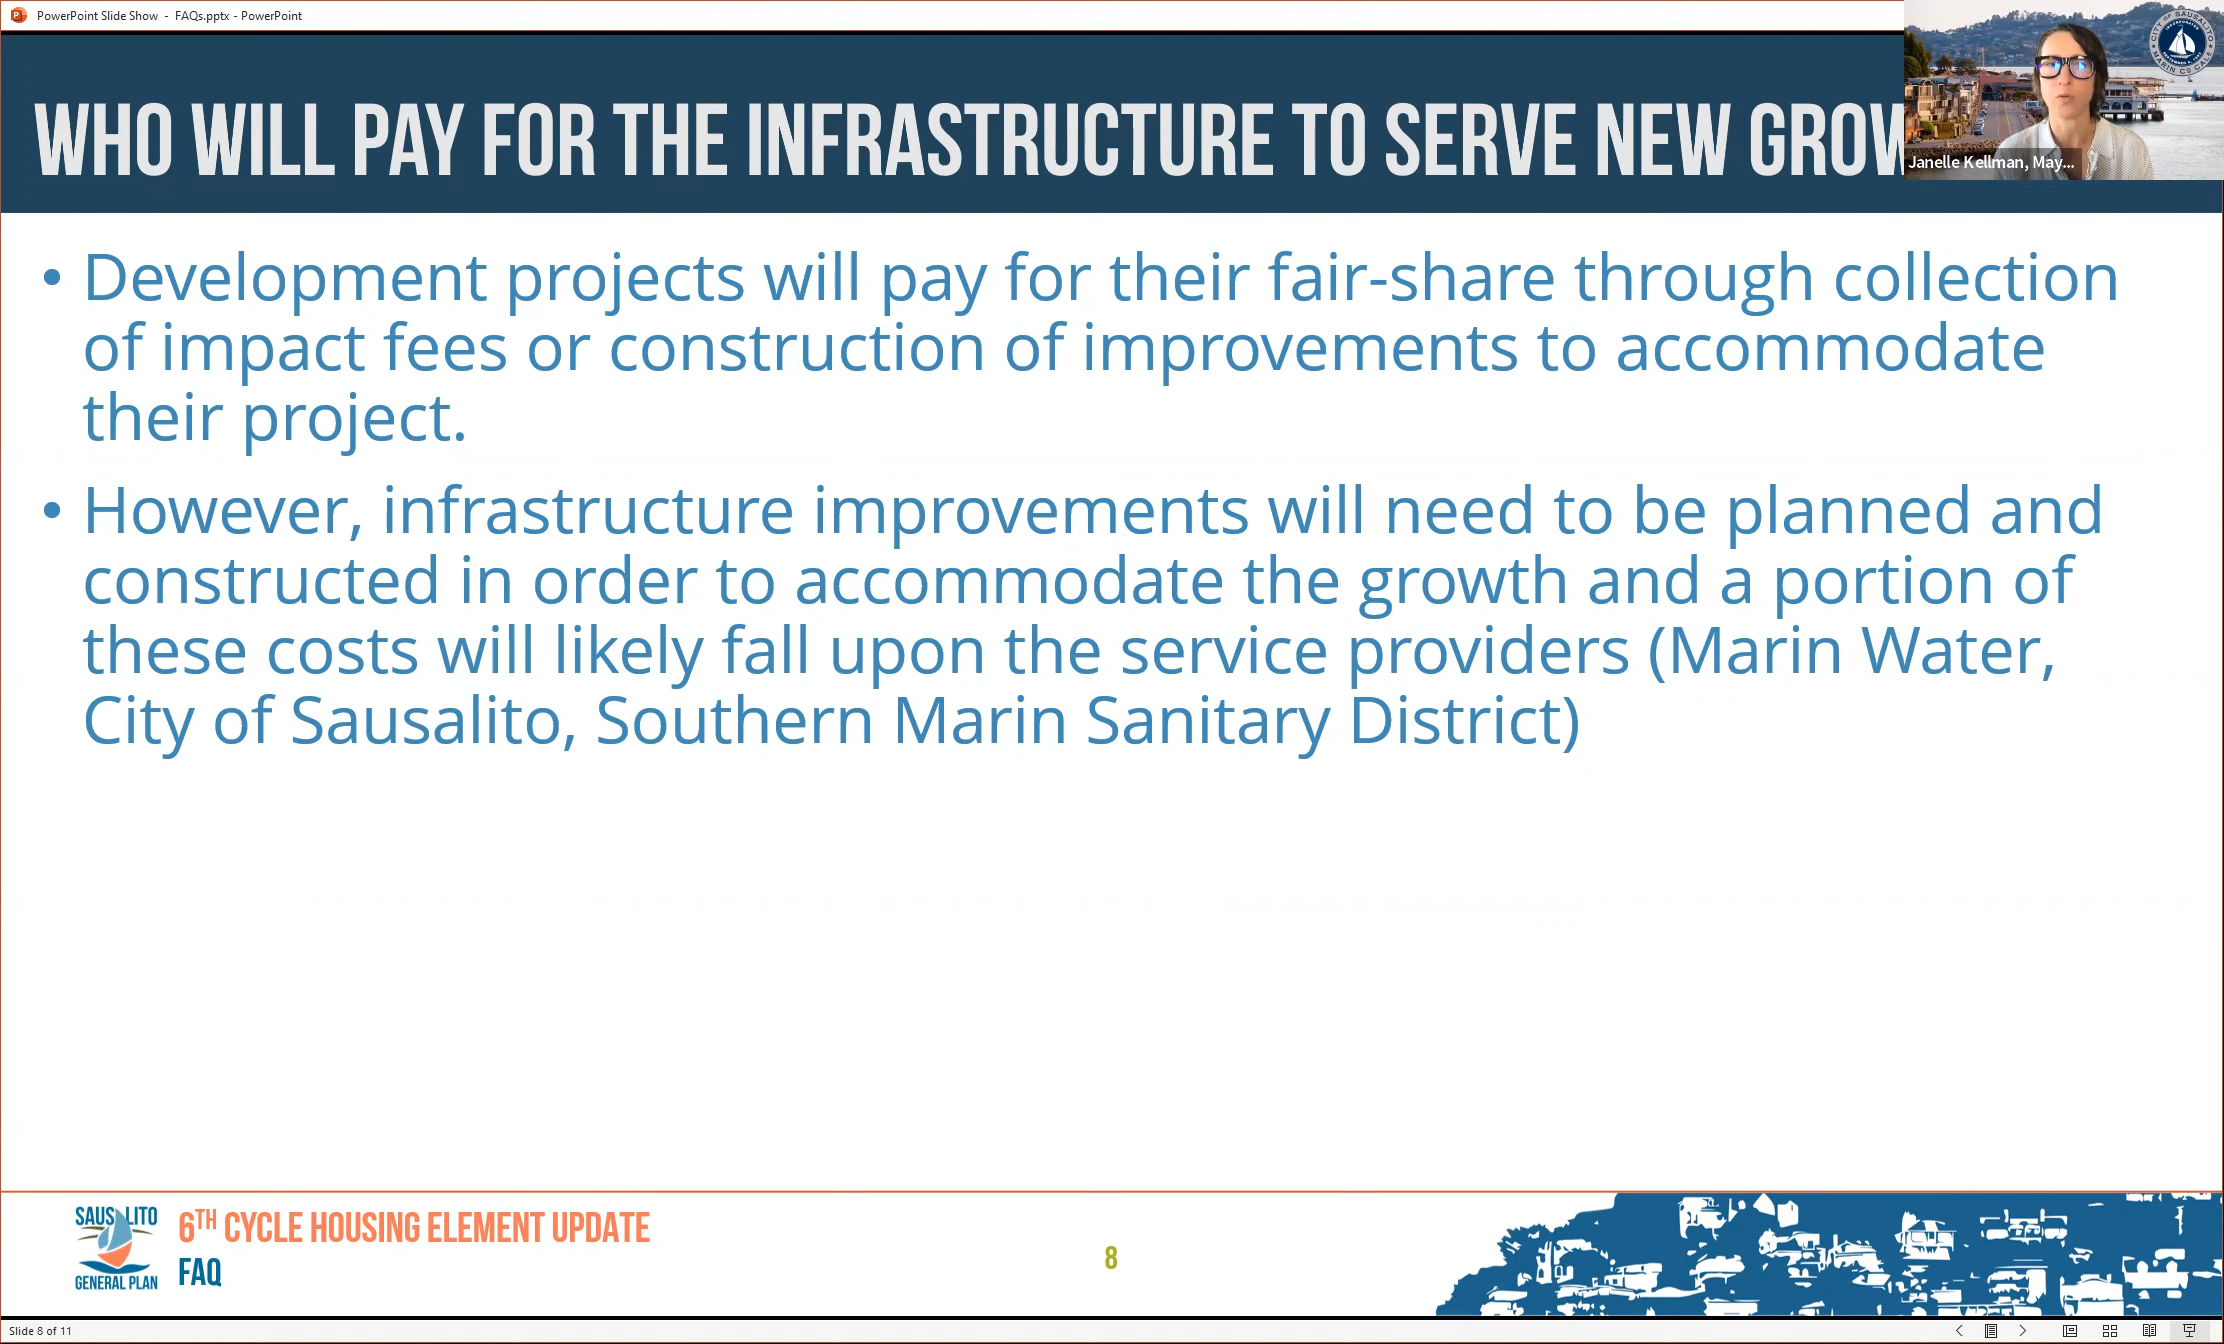 PowerPoint Slide Show - FAQs.pptx - PowerPoint
WHO WILL PAY FOR THE INFRASTRUCTURE TO SERVE NEW GROW
CITY OF SAUSALITO
Janelle Kellman, May...
• Development projects will pay for their fair-share through collection
of impact fees or construction of improvements to accommodate
their project.
• However, infrastructure improvements will need to be planned and
constructed in order to accommodate the growth and a portion of
these costs will likely fall upon the service providers (Marin Water,
City of Sausalito, Southern Marin Sanitary District)
SAUSALITO
GENERAL PLAN
6TH CYCLE HOUSING ELEMENT UPDATE
FAQ
8
Slide 8 of 11